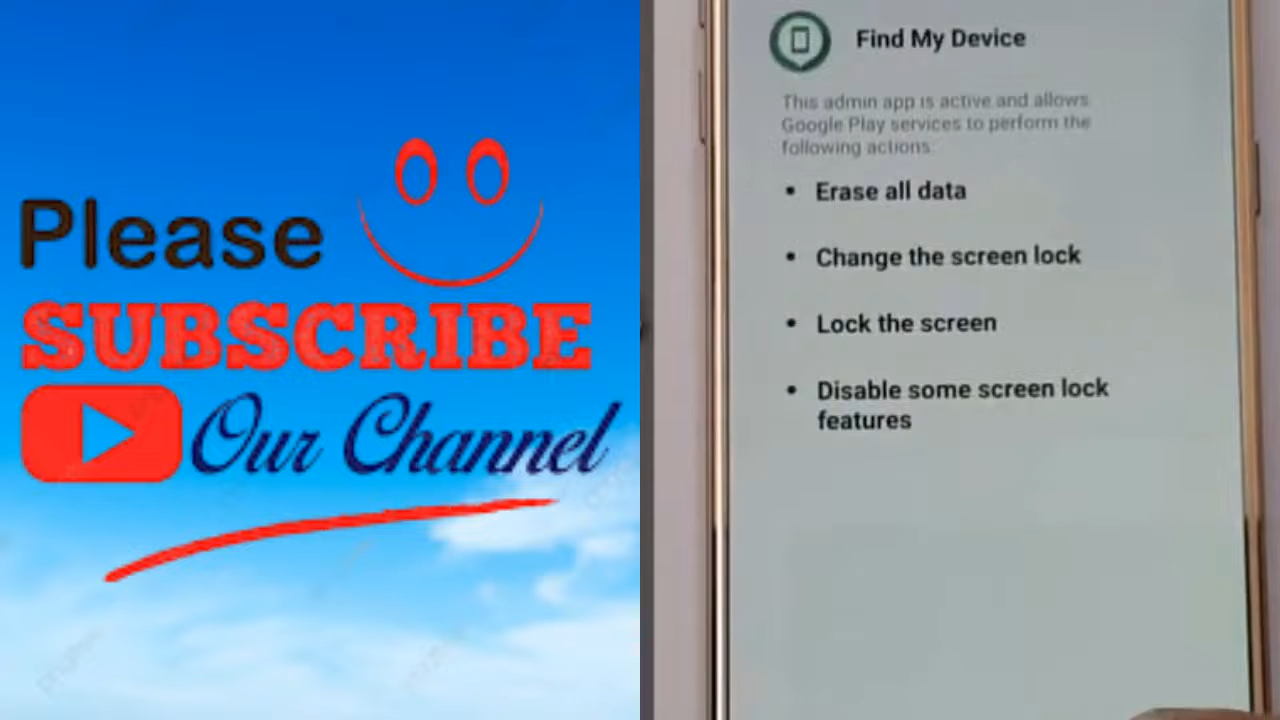 Please
SUBSCRIBE
Our Channel
Find My Device
This admin app is active and allows
Google Play services to perform the
following actions
Erase all data
Change the screen lock
Lock the screen
Disable some screen lock
features